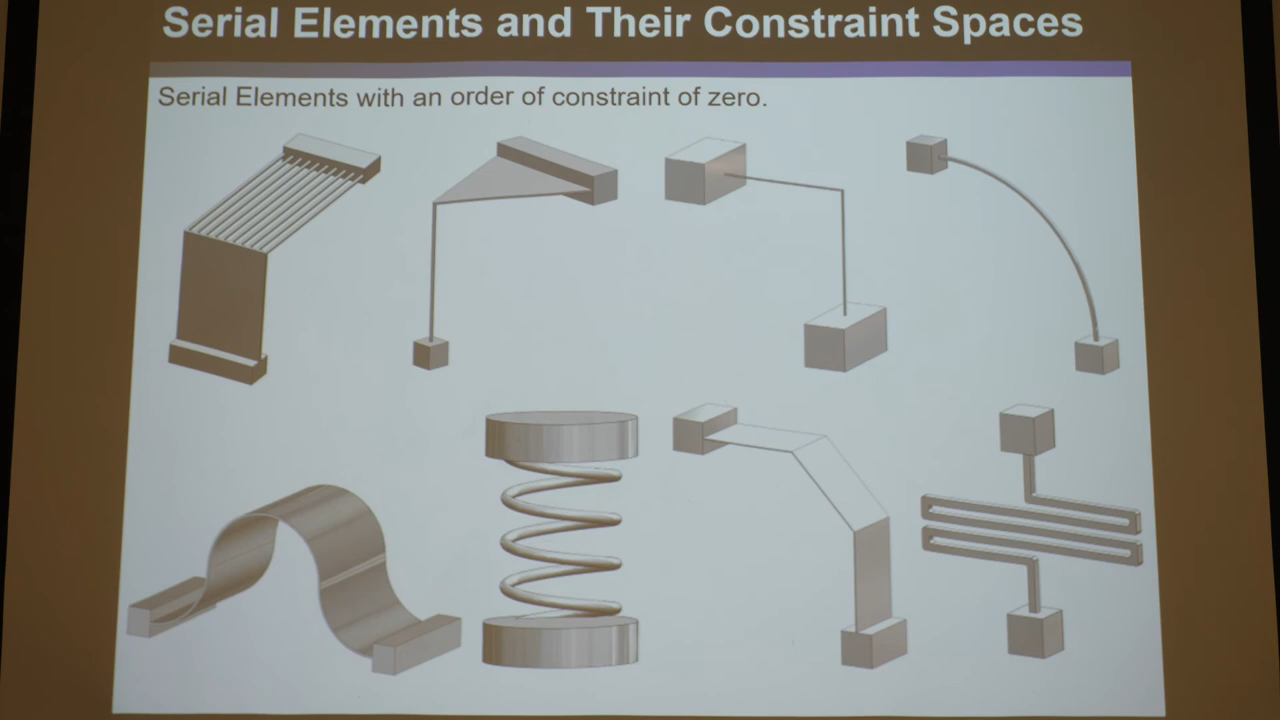 Serial Elements and Their Constraint Spaces
Serial Elements with an order of constraint of zero.